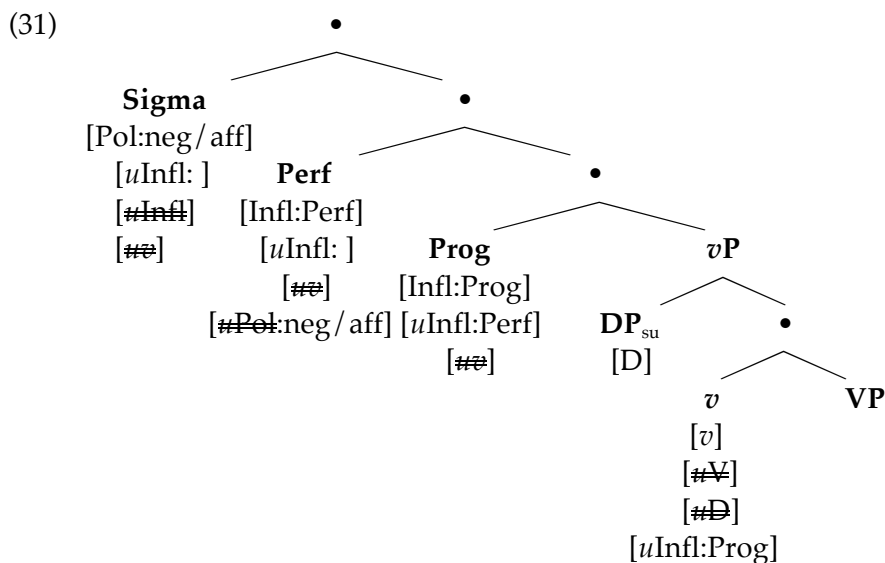 (31)
Sigma
[Pol:neg/aff]
[uInfl: ] Perf
[uInfl] [Infl:Perf]
[uv] [uInfl: ] Prog vP
[uv] [Infl:Prog]
[uPol:neg/aff] [uInfl:Perf] DPsu
[uv] [D]
v VP
[v]
[uV]
[uD]
[uInfl:Prog]